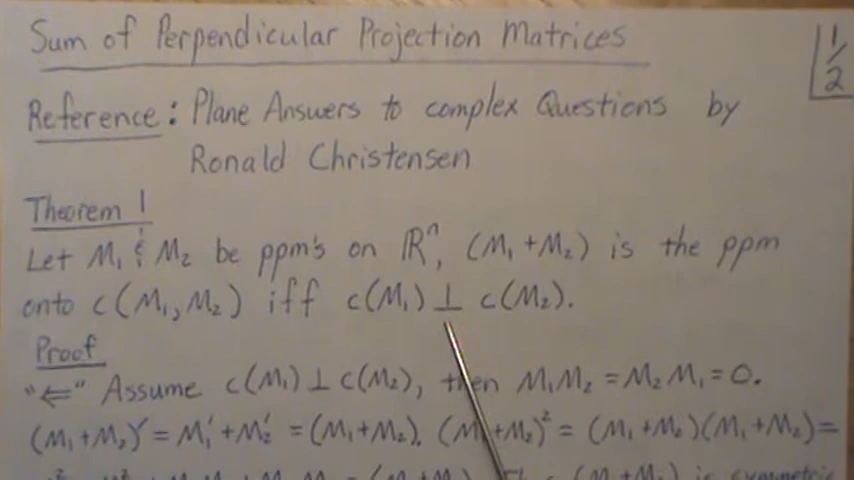 Sum of Perpendicular Projection Matrices
1/2
Reference: Plane Answers to complex Questions by
Ronald Christensen
Theorem 1
Let M₁ & M₂ be ppm's on ℝⁿ, (M₁+M₂) is the ppm
onto c(M₁,M₂) iff c(M₁)⊥c(M₂).
Proof
"⇐" Assume c(M₁)⊥c(M₂), then M₁M₂=M₂M₁=0.
(M₁+M₂)′=M₁′+M₂′=(M₁+M₂). (M₁+M₂)²=(M₁+M₂)(M₁+M₂)=
is symmetric